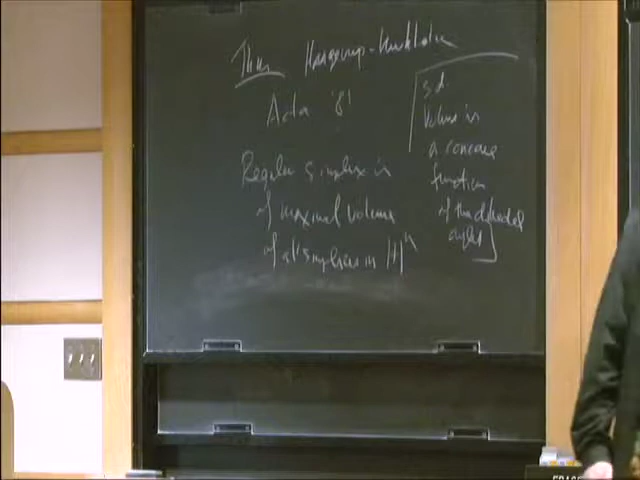 Thm Haagerup-Munkholm
Acta '81
Regular simplex is
of maximal volume
of all simplices in H^n
3d.
Volume is
a concave
function
of the dihedral
angles